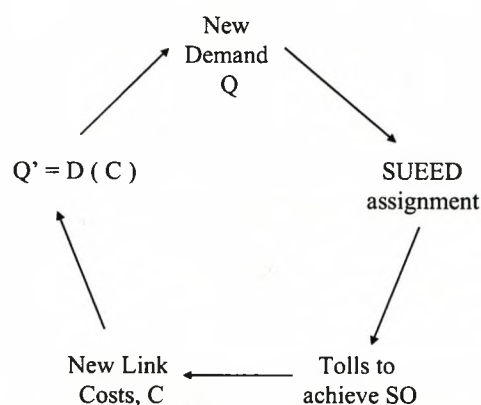 New
Demand
Q
SUEED
assignment
Tolls to
achieve SO
New Link
Costs, C
Q' = D ( C )